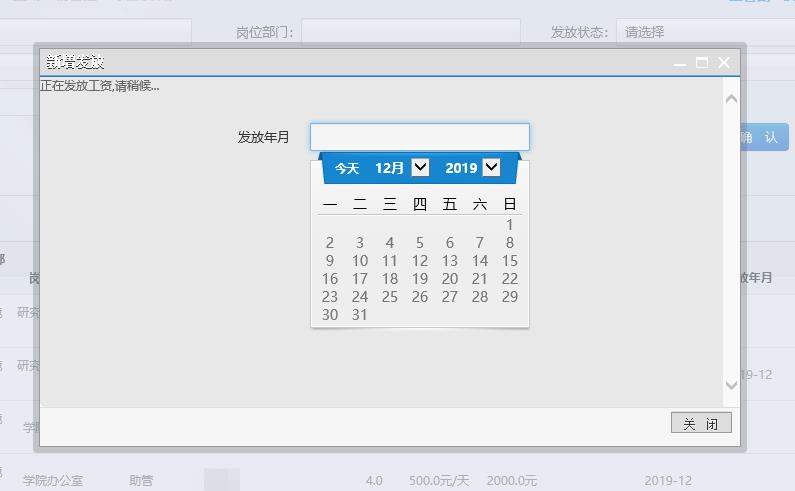 岗位部门:
发放状态:
请选择
新增发放
正在发放工资,请稍候...
确 认
发放年月
今天 12月 2019
一 二 三 四 五 六 日
1
2 3 4 5 6 7 8
9 10 11 12 13 14 15
16 17 18 19 20 21 22
23 24 25 26 27 28 29
30 31
放年月
研究
研究
19-12
学院
关 闭
学院办公室 助管 4.0 500.0元/天 2000.0元 2019-12